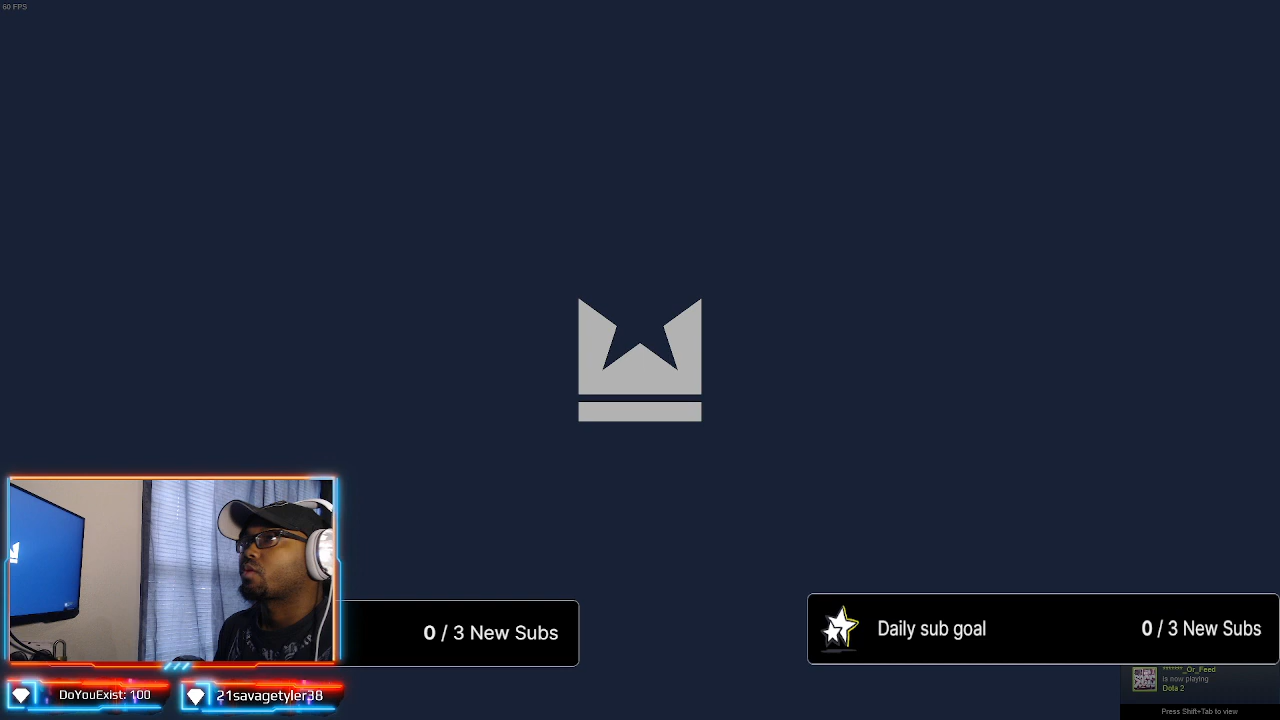 60 FPS
0 / 3 New Subs
Daily sub goal
0 / 3 New Subs
*******_Or_Feed
is now playing
Dota 2
Press Shift+Tab to view
DoYouExist: 100
21savagetyler38